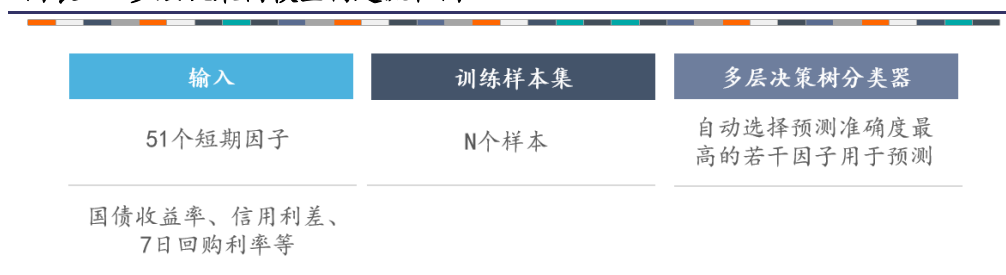 输入
训练样本集
多层决策树分类器
51个短期因子
N个样本
自动选择预测准确度最
高的若干因子用于预测
国债收益率、信用利差、
7日回购利率等